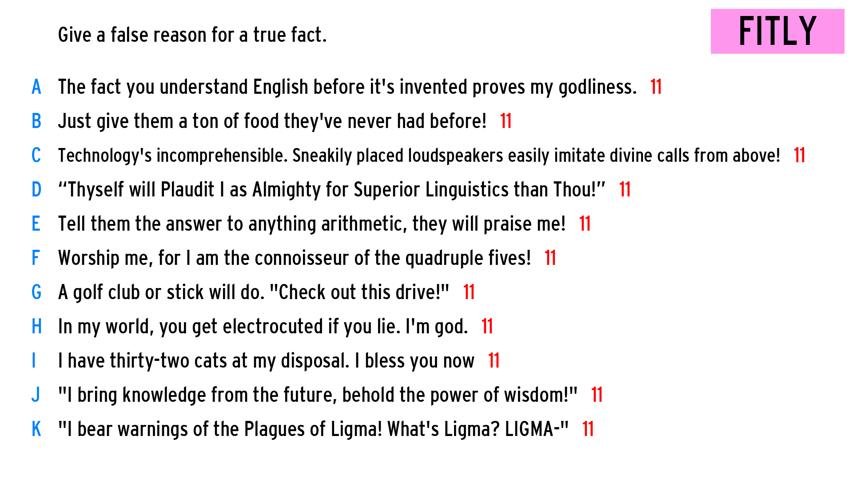 Give a false reason for a true fact.
FITLY
A The fact you understand English before it's invented proves my godliness. 11
B Just give them a ton of food they've never had before! 11
C Technology's incomprehensible. Sneakily placed loudspeakers easily imitate divine calls from above! 11
D “Thyself will Plaudit I as Almighty for Superior Linguistics than Thou!” 11
E Tell them the answer to anything arithmetic, they will praise me! 11
F Worship me, for I am the connoisseur of the quadruple fives! 11
G A golf club or stick will do. "Check out this drive!" 11
H In my world, you get electrocuted if you lie. I'm god. 11
I I have thirty-two cats at my disposal. I bless you now 11
J "I bring knowledge from the future, behold the power of wisdom!" 11
K "I bear warnings of the Plagues of Ligma! What's Ligma? LIGMA-" 11